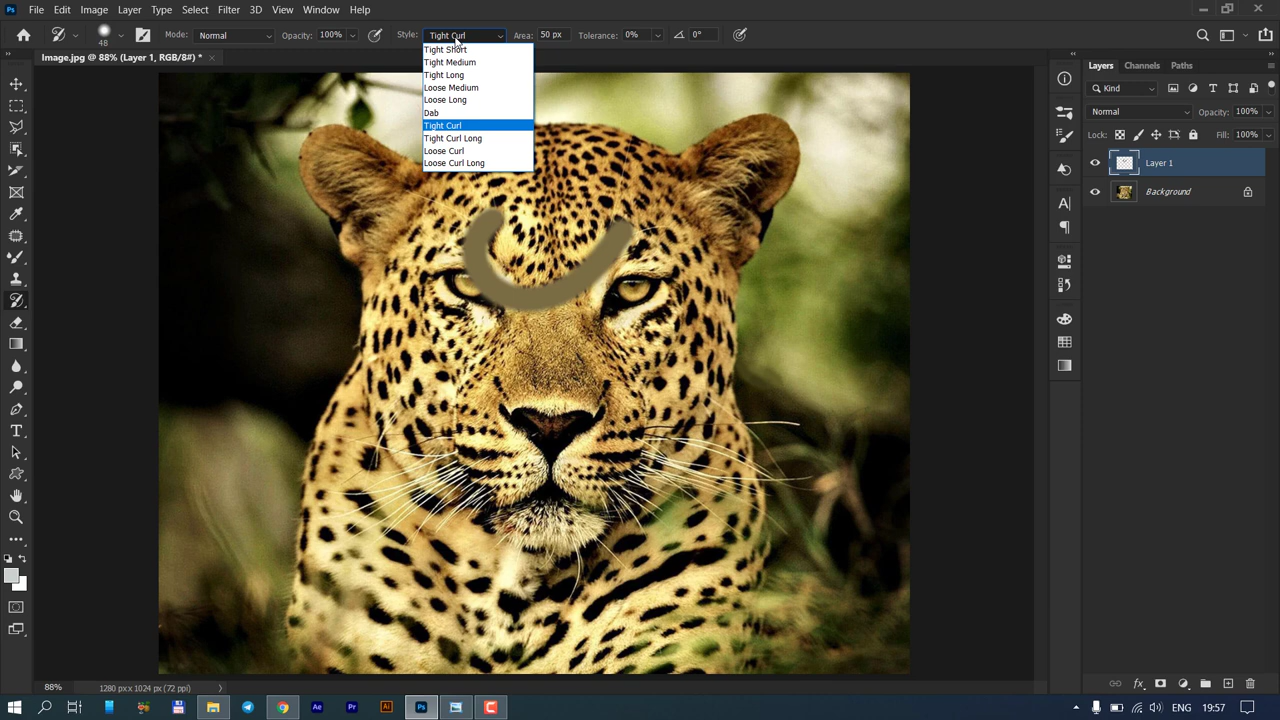 File Edit Image Layer Type Select Filter 3D View Window Help
48 Mode: Normal Opacity: 100% Style: Tight Curl Area: 50 px Tolerance: 0% 0°
Image.jpg @ 88% (Layer 1, RGB/8#) *
Tight Short
Tight Medium
Tight Long
Loose Medium
Loose Long
Dab
Tight Curl
Tight Curl Long
Loose Curl
Loose Curl Long
Layers Channels Paths
Kind
Normal Opacity: 100%
Lock: Fill: 100%
Layer 1
Background
88% 1280 px x 1024 px (72 ppi)
ENG 19:57